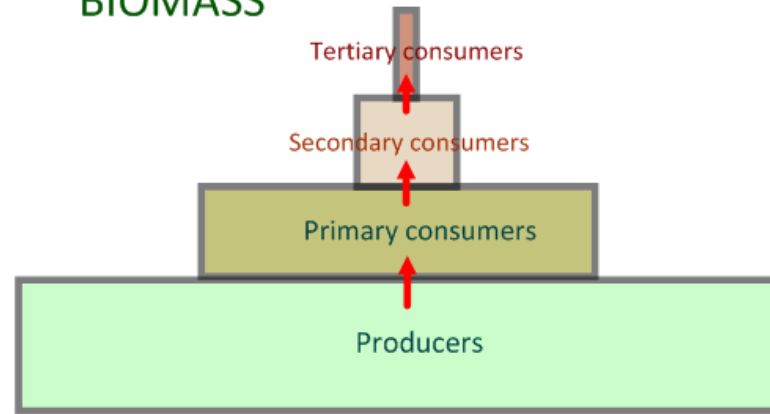 BIOMASS
Tertiary consumers
Secondary consumers
Primary consumers
Producers